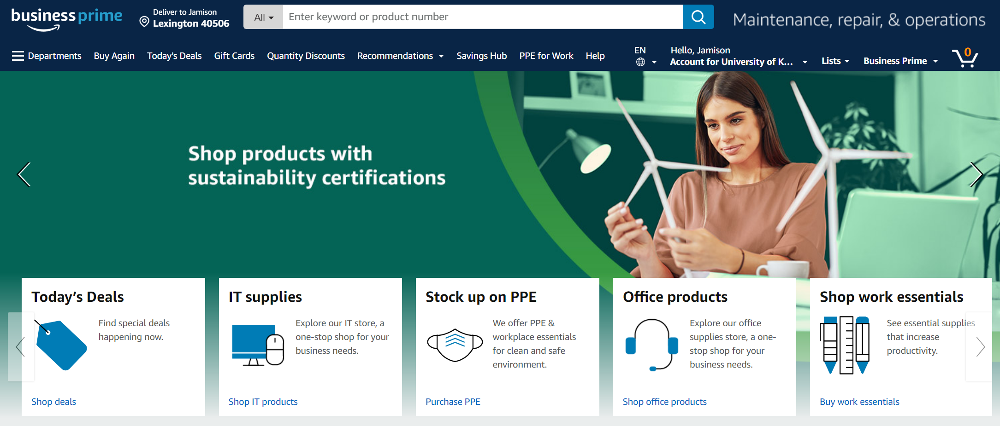 business prime
Deliver to Jamison
Lexington 40506
All
Enter keyword or product number
Maintenance, repair, & operations
Departments
Buy Again
Today's Deals
Gift Cards
Quantity Discounts
Recommendations
Savings Hub
PPE for Work
Help
EN
Hello, Jamison
Account for University of K...
Lists
Business Prime
0
Shop products with
sustainability certifications
Today's Deals
Find special deals
happening now.
Shop deals
IT supplies
Explore our IT store, a
one-stop shop for your
business needs.
Shop IT products
Stock up on PPE
We offer PPE &
workplace essentials
for clean and safe
environment.
Purchase PPE
Office products
Explore our office
supplies store, a one-
stop shop for your
business needs.
Shop office products
Shop work essentials
See essential supplies
that increase
productivity.
Buy work essentials